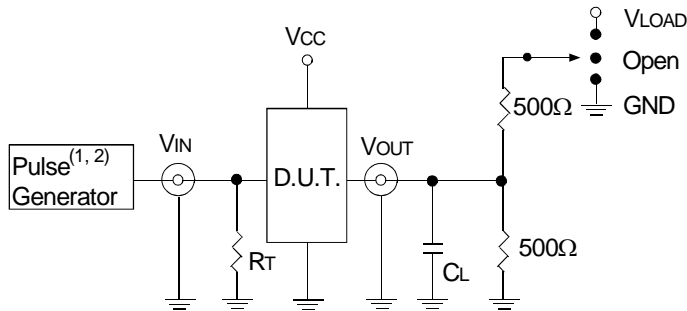 VLOAD
VCC
Open
500Ω
GND
VIN
VOUT
Pulse(1, 2)
Generator
D.U.T.
RT
CL
500Ω